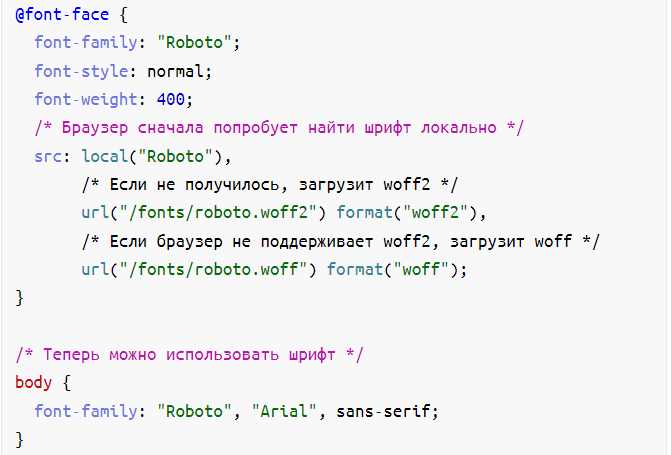 @font-face {
  font-family: "Roboto";
  font-style: normal;
  font-weight: 400;
  /* Браузер сначала попробует найти шрифт локально */
  src: local("Roboto"),
       /* Если не получилось, загрузит woff2 */
       url("/fonts/roboto.woff2") format("woff2"),
       /* Если браузер не поддерживает woff2, загрузит woff */
       url("/fonts/roboto.woff") format("woff");
}

/* Теперь можно использовать шрифт */
body {
  font-family: "Roboto", "Arial", sans-serif;
}